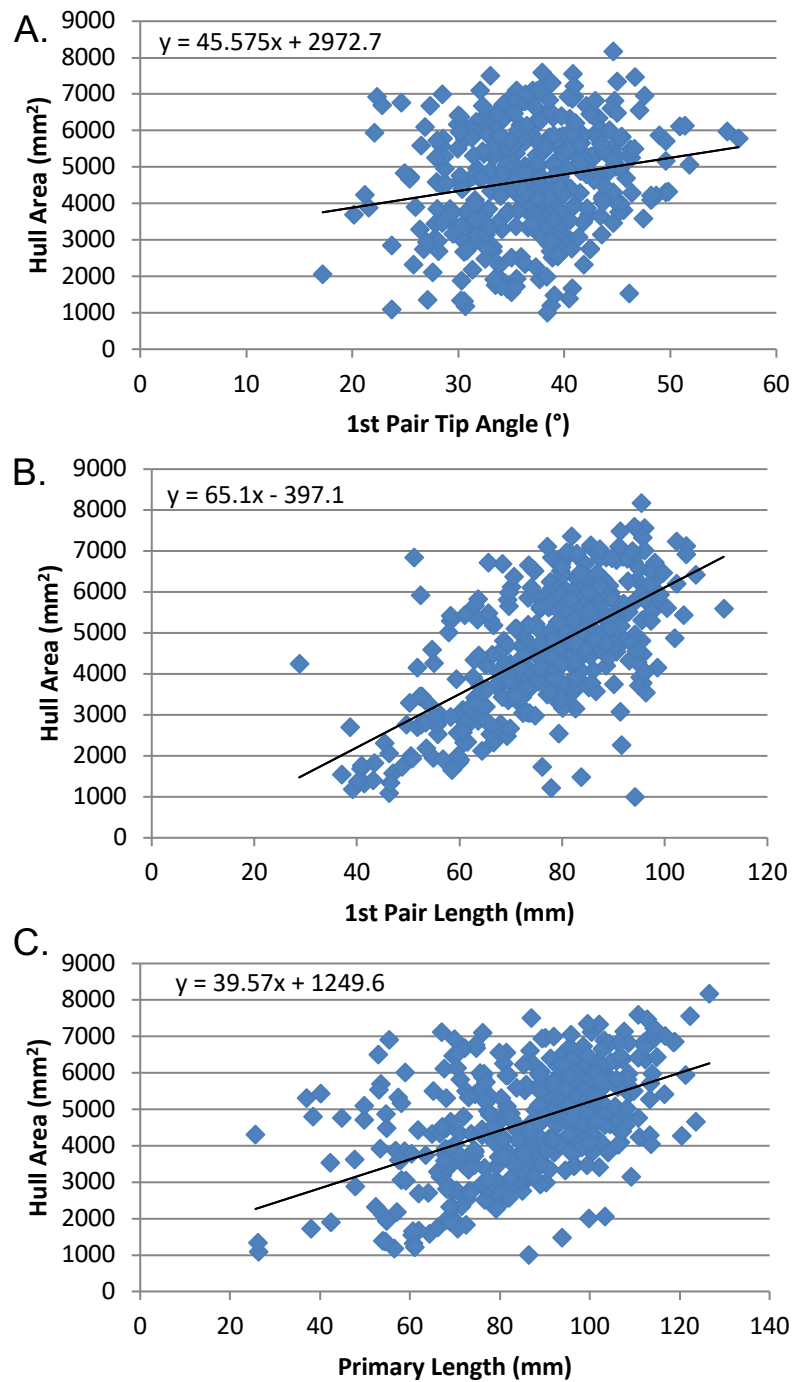 A.
y = 45.575x + 2972.7
9000
8000
7000
6000
5000
4000
3000
2000
1000
0
Hull Area (mm²)
0 10 20 30 40 50 60
1st Pair Tip Angle (°)
B.
y = 65.1x - 397.1
9000
8000
7000
6000
5000
4000
3000
2000
1000
0
Hull Area (mm²)
0 20 40 60 80 100 120
1st Pair Length (mm)
C.
y = 39.57x + 1249.6
9000
8000
7000
6000
5000
4000
3000
2000
1000
0
Hull Area (mm²)
0 20 40 60 80 100 120 140
Primary Length (mm)